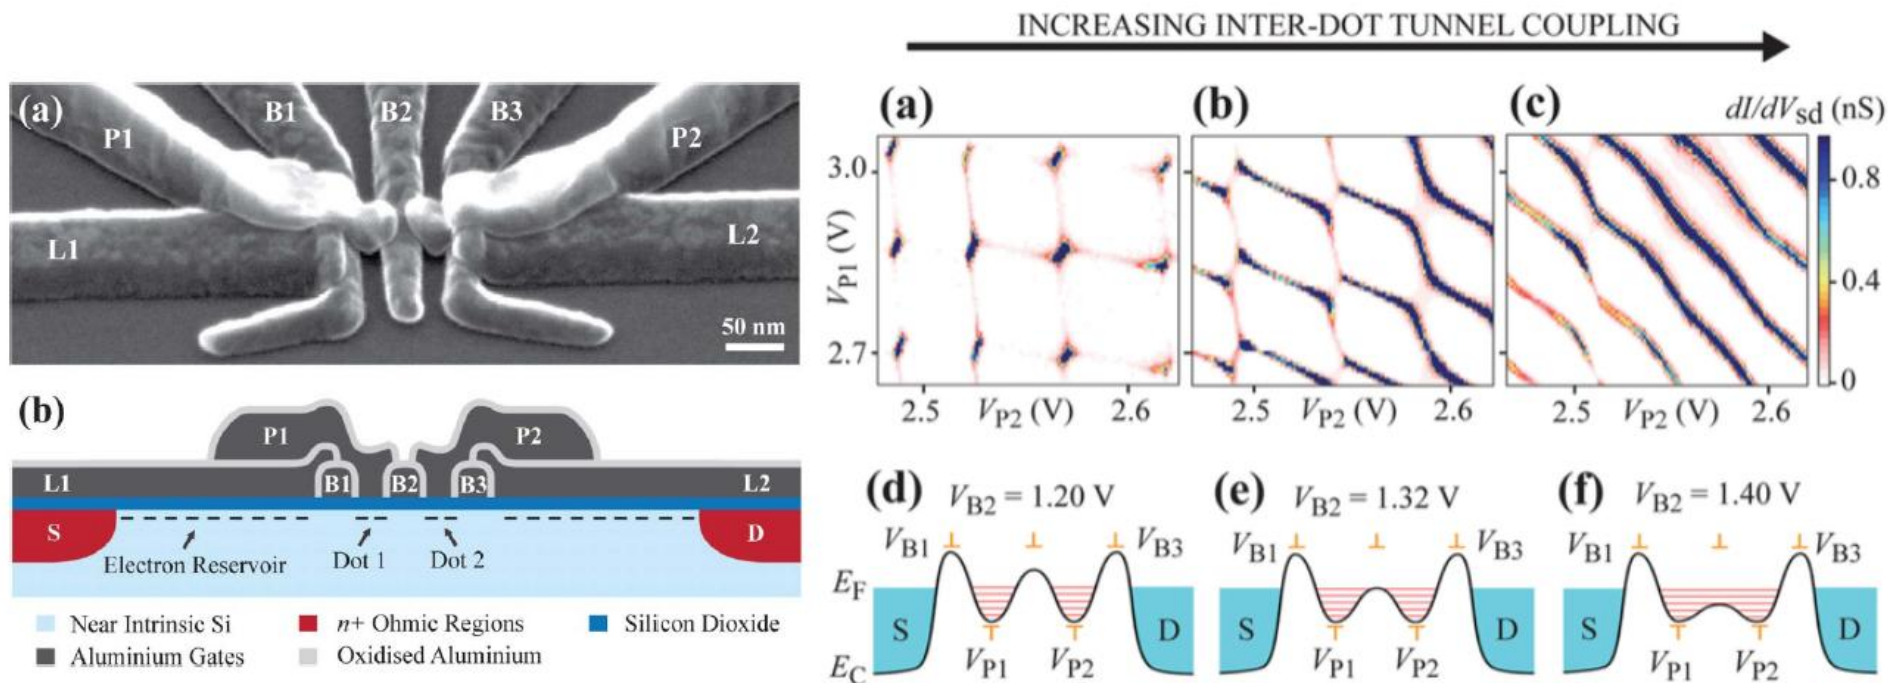 INCREASING INTER-DOT TUNNEL COUPLING
(a)
P1
B1
B2
B3
P2
L1
L2
50 nm
(b)
P1
P2
L1
B1
B2
B3
L2
S
D
Electron Reservoir
Dot 1
Dot 2
Near Intrinsic Si
n+ Ohmic Regions
Silicon Dioxide
Aluminium Gates
Oxidised Aluminium
(a)
(b)
(c)
dI/dVsd (nS)
3.0
2.7
VP1 (V)
2.5
VP2 (V)
2.6
2.5
VP2 (V)
2.6
2.5
VP2 (V)
2.6
0.8
0.4
0
(d)
VB2 = 1.20 V
VB1
VB3
EF
S
D
EC
VP1
VP2
(e)
VB2 = 1.32 V
VB1
VB3
S
D
VP1
VP2
(f)
VB2 = 1.40 V
VB1
VB3
S
D
VP1
VP2